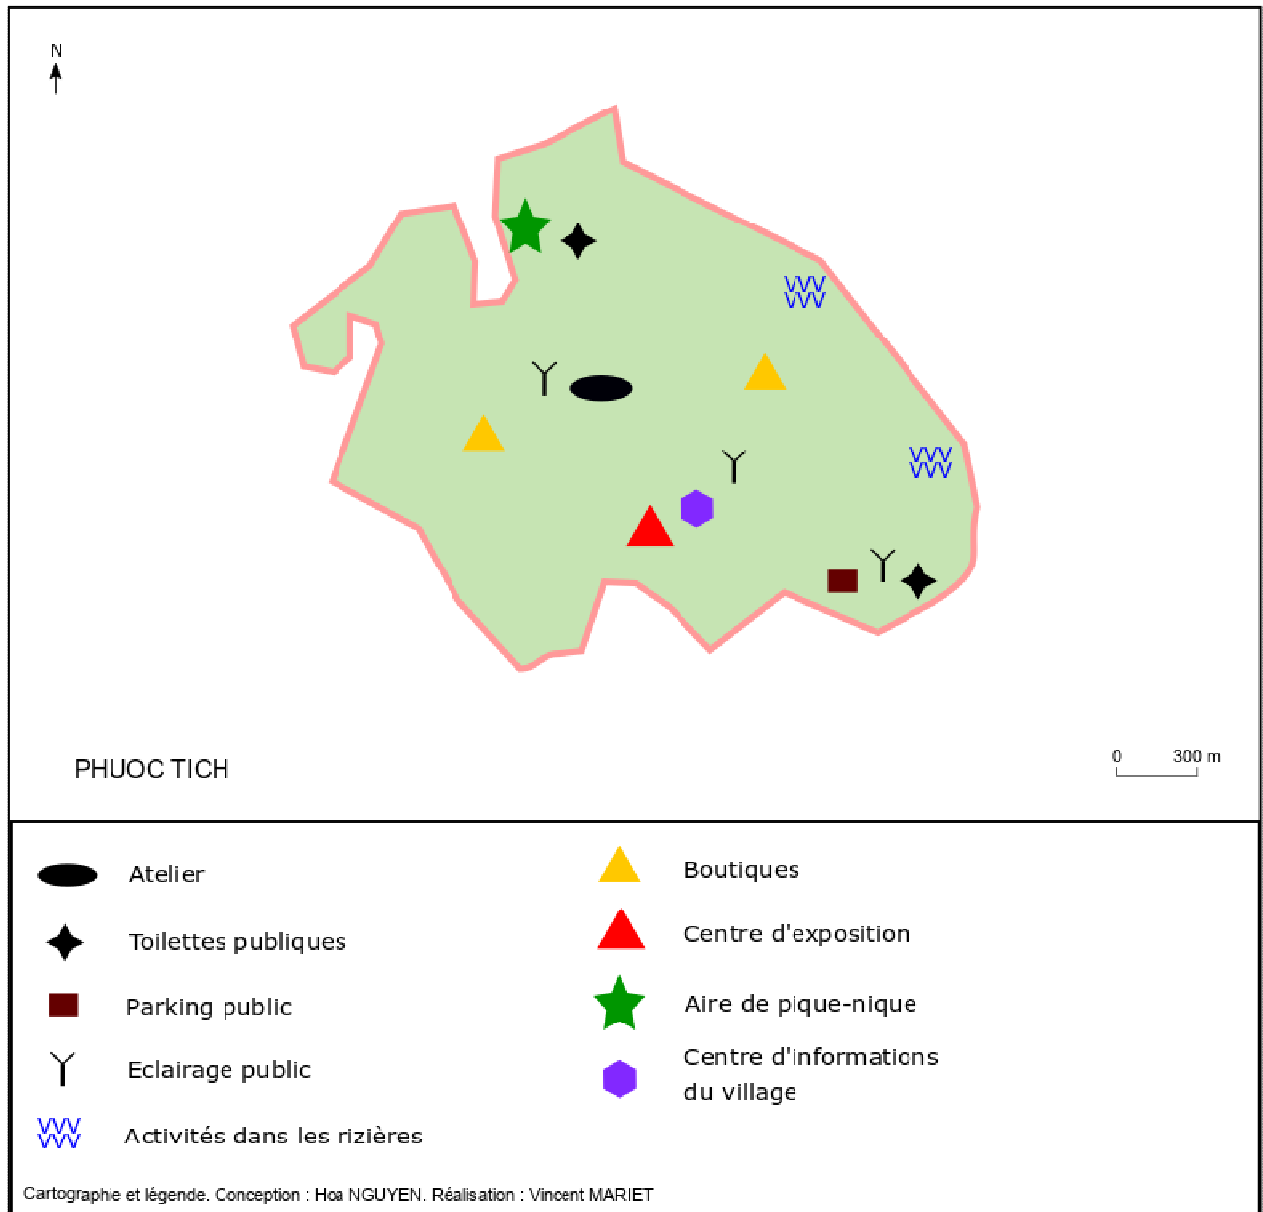 N
PHUOC TICH
0 300 m
Atelier
Toilettes publiques
Parking public
Eclairage public
Activités dans les rizières
Boutiques
Centre d'exposition
Aire de pique-nique
Centre d'informations
du village
Cartographie et légende. Conception : Hoa NGUYEN. Réalisation : Vincent MARIET